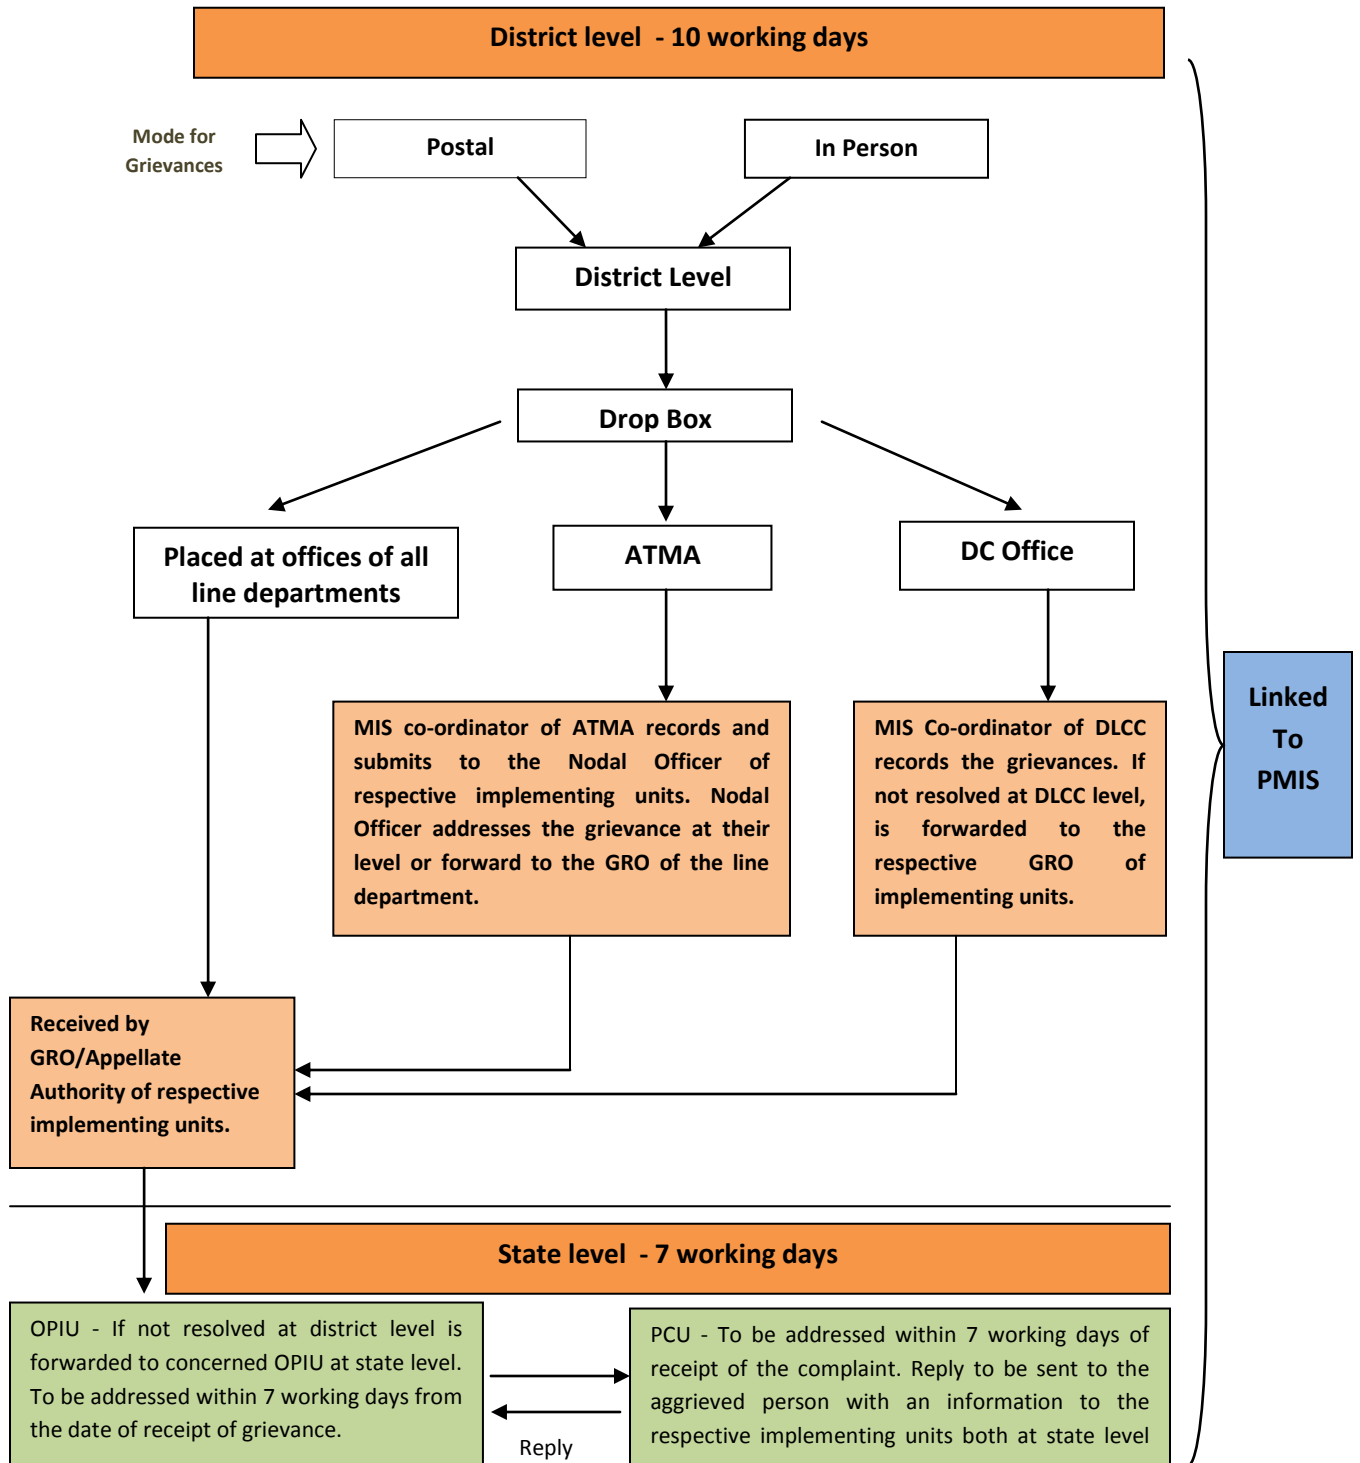 District level  - 10 working days
Mode for
Grievances
Postal
In Person
District Level
Drop Box
Placed at offices of all
line departments
ATMA
DC Office
MIS co-ordinator of ATMA records and
submits to the Nodal Officer of
respective implementing units. Nodal
Officer addresses the grievance at their
level or forward to the GRO of the line
department.
MIS Co-ordinator of DLCC
records the grievances. If
not resolved at DLCC level,
is forwarded to the
respective GRO of
implementing units.
Linked
To
PMIS
Received by
GRO/Appellate
Authority of respective
implementing units.
State level  - 7 working days
OPIU - If not resolved at district level is
forwarded to concerned OPIU at state level.
To be addressed within 7 working days from
the date of receipt of grievance.
Reply
PCU - To be addressed within 7 working days of
receipt of the complaint. Reply to be sent to the
aggrieved person with an information to the
respective implementing units both at state level